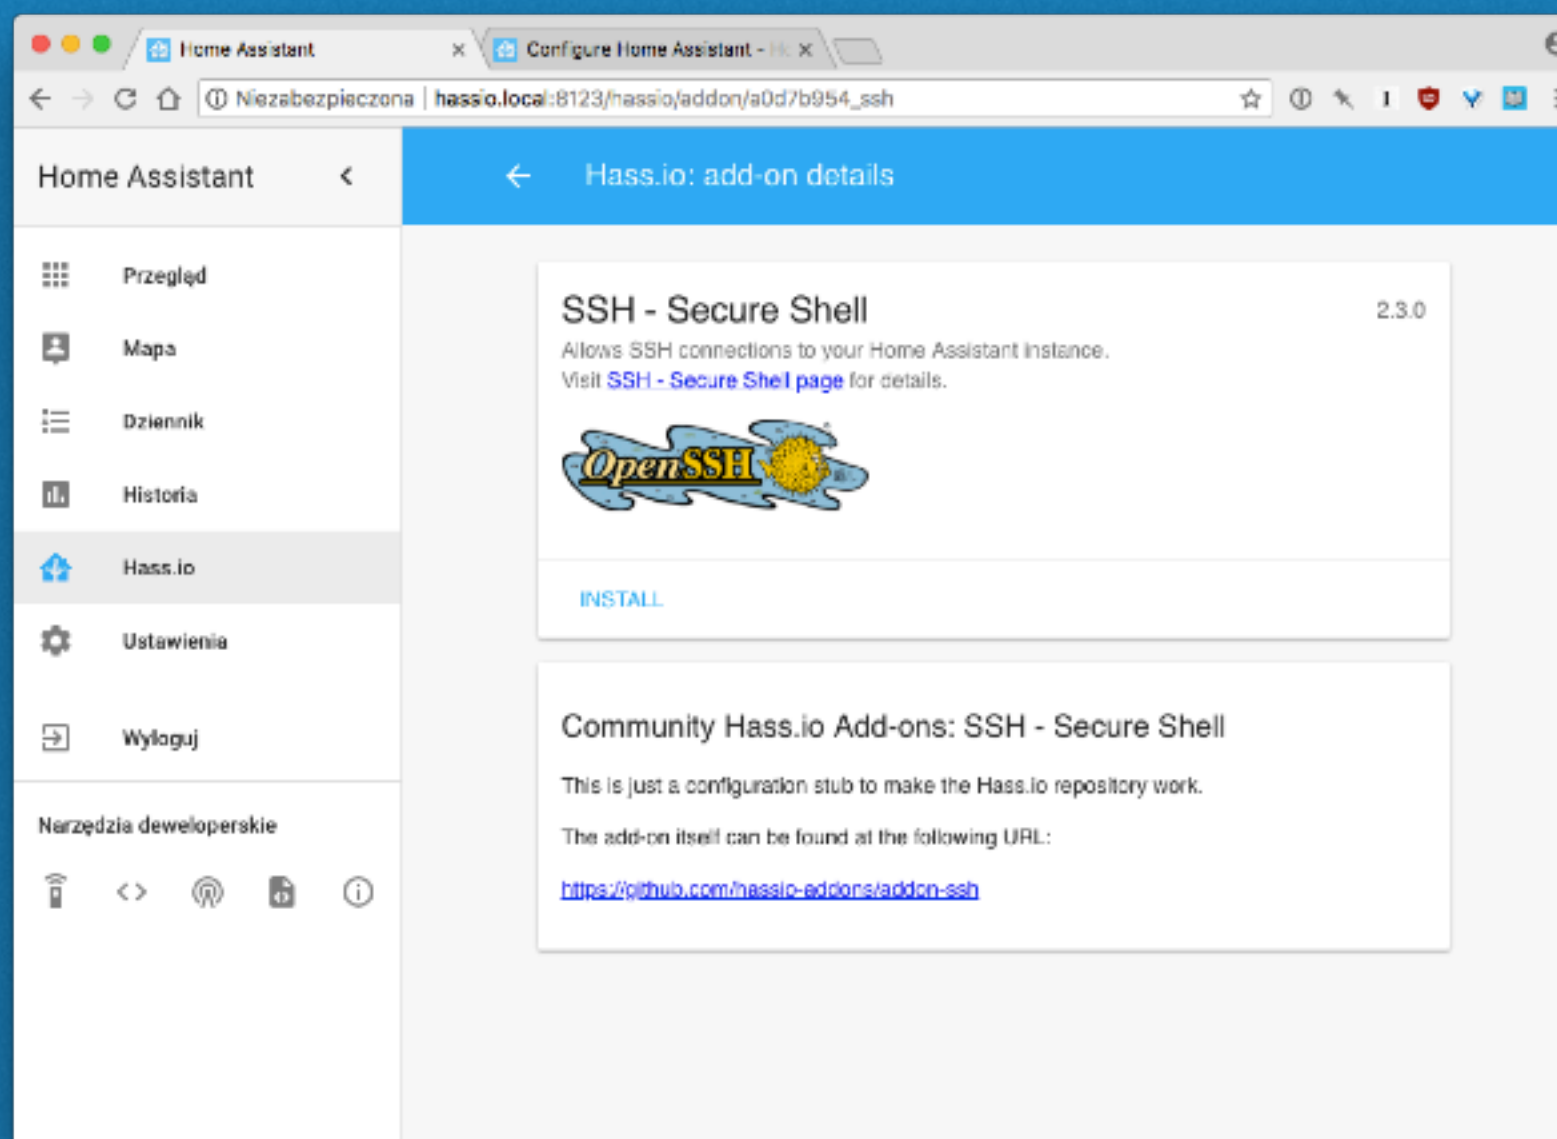 Home Assistant
Configure Home Assistant -
Niezabezpieczona | hassio.local:8123/hassio/addon/a0d7b954_ssh
Home Assistant
Hass.io: add-on details
Przegląd
Mapa
Dziennik
Historia
Hass.io
Ustawienia
Wyloguj
Narzędzia deweloperskie
SSH - Secure Shell
2.3.0
Allows SSH connections to your Home Assistant instance.
Visit SSH - Secure Shell page for details.
OpenSSH
INSTALL
Community Hass.io Add-ons: SSH - Secure Shell
This is just a configuration stub to make the Hass.io repository work.
The add-on itself can be found at the following URL:
https://github.com/hassio-addons/addon-ssh